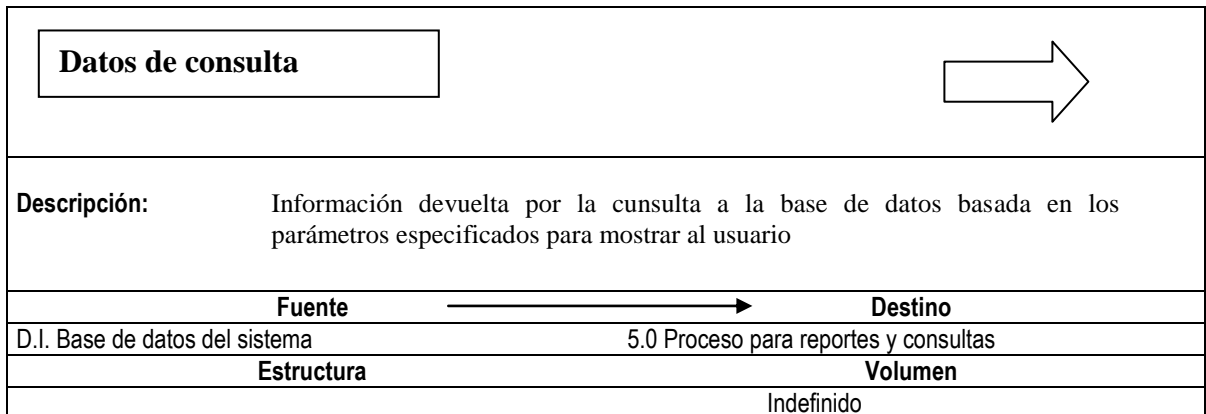 Datos de consulta
Descripción: Información devuelta por la cunsulta a la base de datos basada en los
parámetros especificados para mostrar al usuario
Fuente Destino
D.I. Base de datos del sistema 5.0 Proceso para reportes y consultas
Estructura Volumen
Indefinido